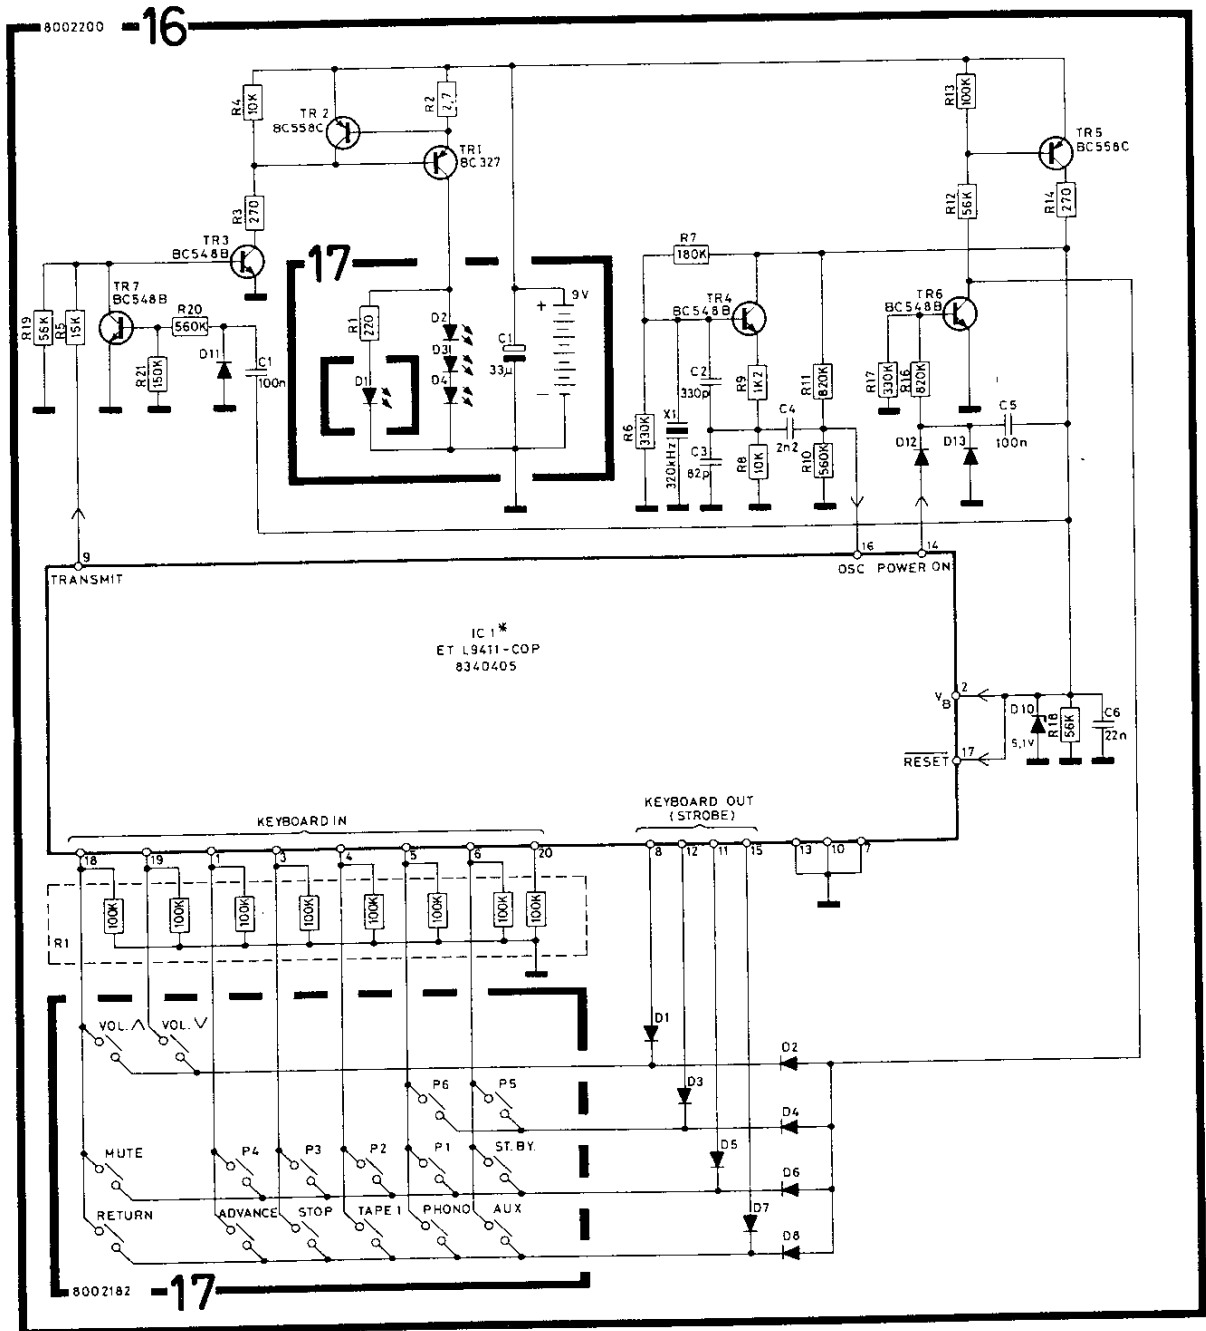 8002200
16
R4
10K
TR2
BC558C
R2
2,7
TR1
BC327
R13
100K
TR5
BC558C
R3
270
R12
56K
R14
270
TR3
BC548B
17
R7
180K
TR7
BC548B
R20
560K
R19
56K
R5
15K
R21
150K
D11
C1
100n
R1
220
D2
D3
D4
D1
C1
33µ
+
9V
−
TR4
BC548B
TR6
BC548B
C2
330p
R9
1K2
R11
820K
R17
330K
R16
820K
R6
330K
X1
320kHz
C3
82p
R8
10K
C4
2n2
R10
560K
D12
D13
C5
100n
9
TRANSMIT
16
OSC
14
POWER ON
IC1*
ET L9411-COP
8340405
VB
2
D10
5,1V
R18
56K
C6
22n
RESET
17
KEYBOARD IN
KEYBOARD OUT
(STROBE)
18
19
1
3
4
5
6
20
8
12
11
15
13
10
7
R1
100K
100K
100K
100K
100K
100K
100K
100K
VOL. ∧
VOL. ∨
D1
D2
P6
P5
D3
D4
MUTE
P4
P3
P2
P1
ST.BY.
D5
D6
RETURN
ADVANCE
STOP
TAPE 1
PHONO
AUX
D7
D8
8002182
17